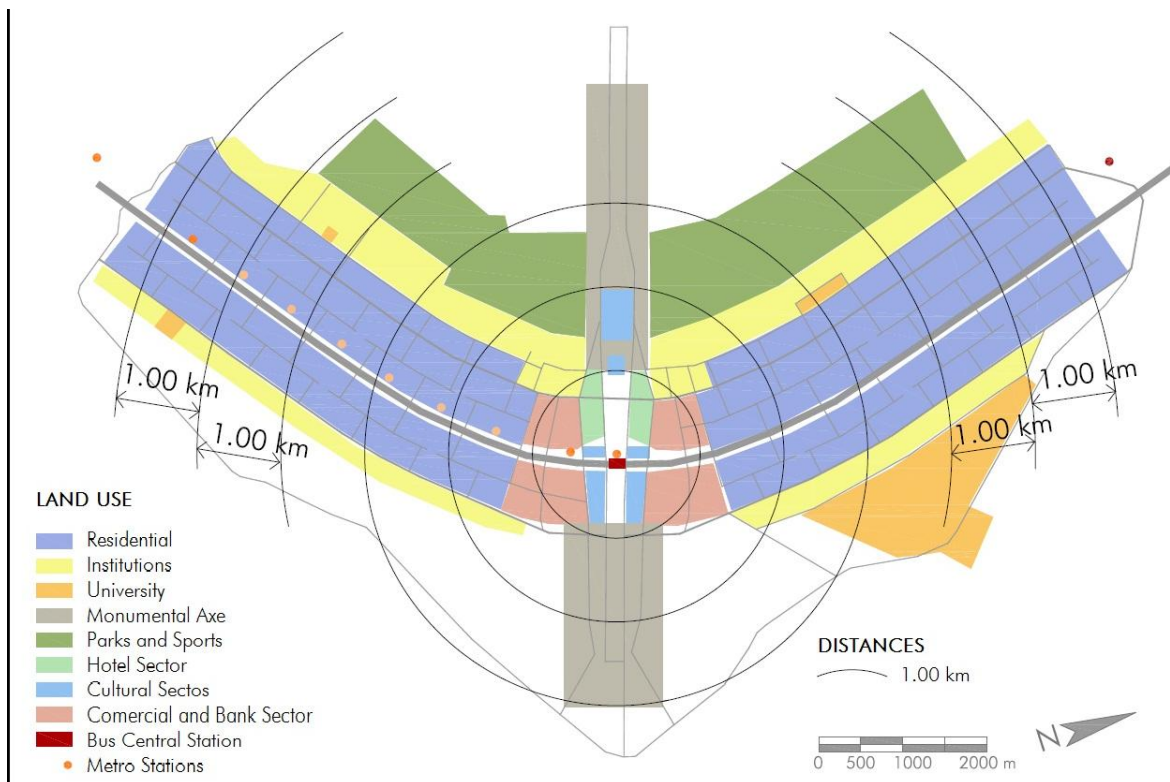 1.00 km
1.00 km
1.00 km
1.00 km
LAND USE
Residential
Institutions
University
Monumental Axe
Parks and Sports
Hotel Sector
Cultural Sectos
Comercial and Bank Sector
Bus Central Station
Metro Stations
DISTANCES
1.00 km
N
0 500 1000 2000 m